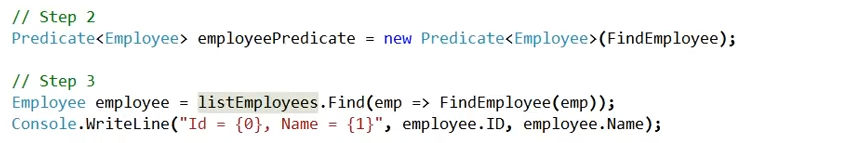 // Step 2
Predicate<Employee> employeePredicate = new Predicate<Employee>(FindEmployee);
// Step 3
Employee employee = listEmployees.Find(emp => FindEmployee(emp));
Console.WriteLine("Id = {0}, Name = {1}", employee.ID, employee.Name);